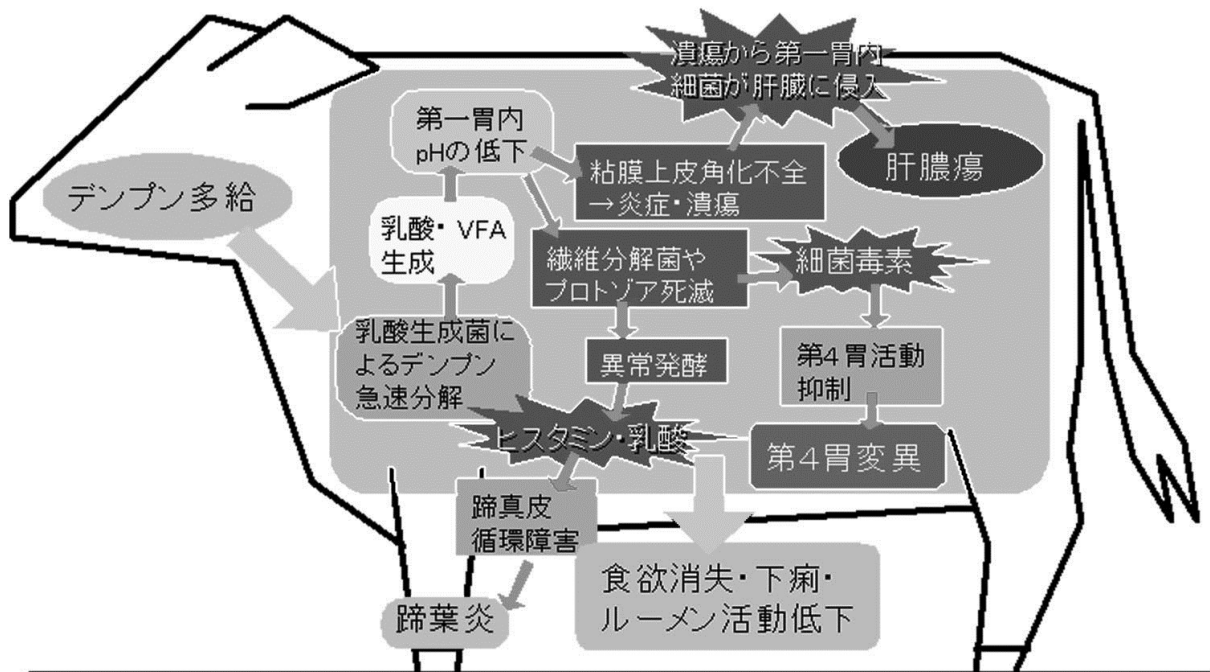 デンプン多給
乳酸生成菌に
よるデンプン
急速分解
乳酸・VFA
生成
第一胃内
pHの低下
粘膜上皮角化不全
→炎症・潰瘍
潰瘍から第一胃内
細菌が肝臓に侵入
肝膿瘍
繊維分解菌や
プロトゾア死滅
細菌毒素
第4胃活動
抑制
第4胃変異
異常発酵
ヒスタミン・乳酸
蹄真皮
循環障害
蹄葉炎
食欲消失・下痢・
ルーメン活動低下